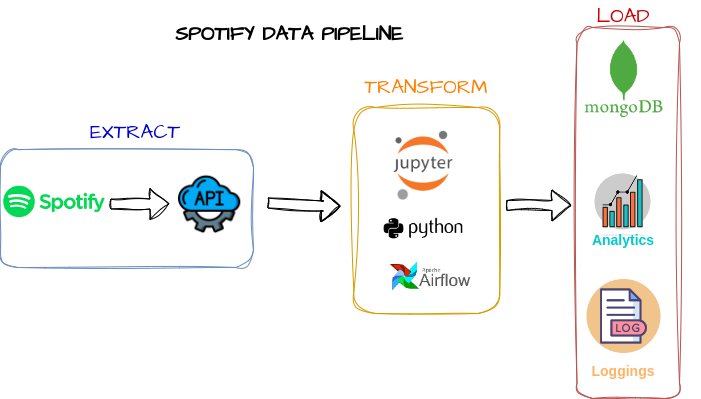 SPOTIFY DATA PIPELINE
EXTRACT
Spotify
API
TRANSFORM
jupyter
python
Apache
Airflow
LOAD
mongoDB
Analytics
LOG
Loggings